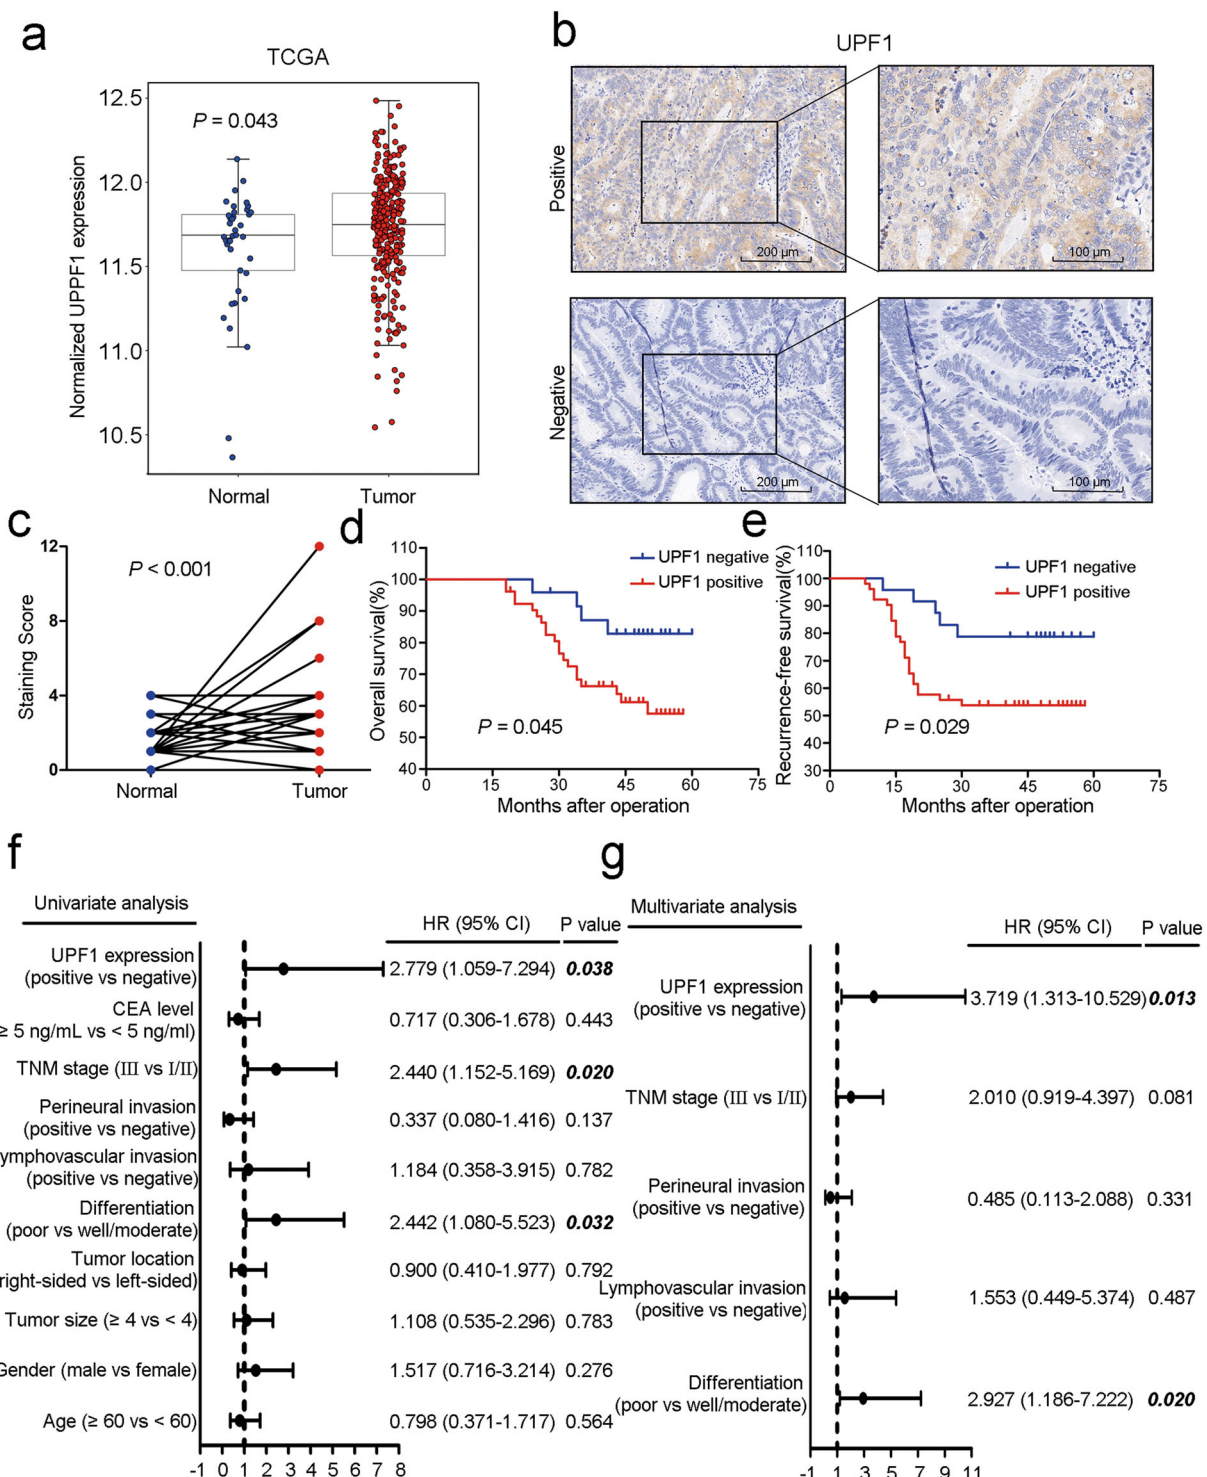 a
TCGA
P = 0.043
Normalized UPPF1 expression
12.5
12.0
11.5
11.0
10.5
Normal
Tumor
b
UPF1
Positive
200 µm
100 µm
Negative
200 µm
100 µm
c
P < 0.001
Staining Score
12
8
4
0
Normal
Tumor
d
UPF1 negative
UPF1 positive
Overall survival(%)
110
100
90
80
70
60
50
40
P = 0.045
0 15 30 45 60 75
Months after operation
e
UPF1 negative
UPF1 positive
Recurrence-free survival(%)
110
100
90
80
70
60
50
40
30
P = 0.029
0 15 30 45 60 75
Months after operation
f
Univariate analysis
HR (95% CI) P value
UPF1 expression
(positive vs negative)
2.779 (1.059-7.294) 0.038
CEA level
≥ 5 ng/mL vs < 5 ng/ml)
0.717 (0.306-1.678) 0.443
TNM stage (III vs I/II)
2.440 (1.152-5.169) 0.020
Perineural invasion
(positive vs negative)
0.337 (0.080-1.416) 0.137
ymphovascular invasion
(positive vs negative)
1.184 (0.358-3.915) 0.782
Differentiation
(poor vs well/moderate)
2.442 (1.080-5.523) 0.032
Tumor location
right-sided vs left-sided)
0.900 (0.410-1.977) 0.792
Tumor size (≥ 4 vs < 4)
1.108 (0.535-2.296) 0.783
Gender (male vs female)
1.517 (0.716-3.214) 0.276
Age (≥ 60 vs < 60)
0.798 (0.371-1.717) 0.564
-1 0 1 2 3 4 5 6 7 8
g
Multivariate analysis
HR (95% CI) P value
UPF1 expression
(positive vs negative)
3.719 (1.313-10.529) 0.013
TNM stage (III vs I/II)
2.010 (0.919-4.397) 0.081
Perineural invasion
(positive vs negative)
0.485 (0.113-2.088) 0.331
Lymphovascular invasion
(positive vs negative)
1.553 (0.449-5.374) 0.487
Differentiation
(poor vs well/moderate)
2.927 (1.186-7.222) 0.020
-1 1 3 5 7 9 11